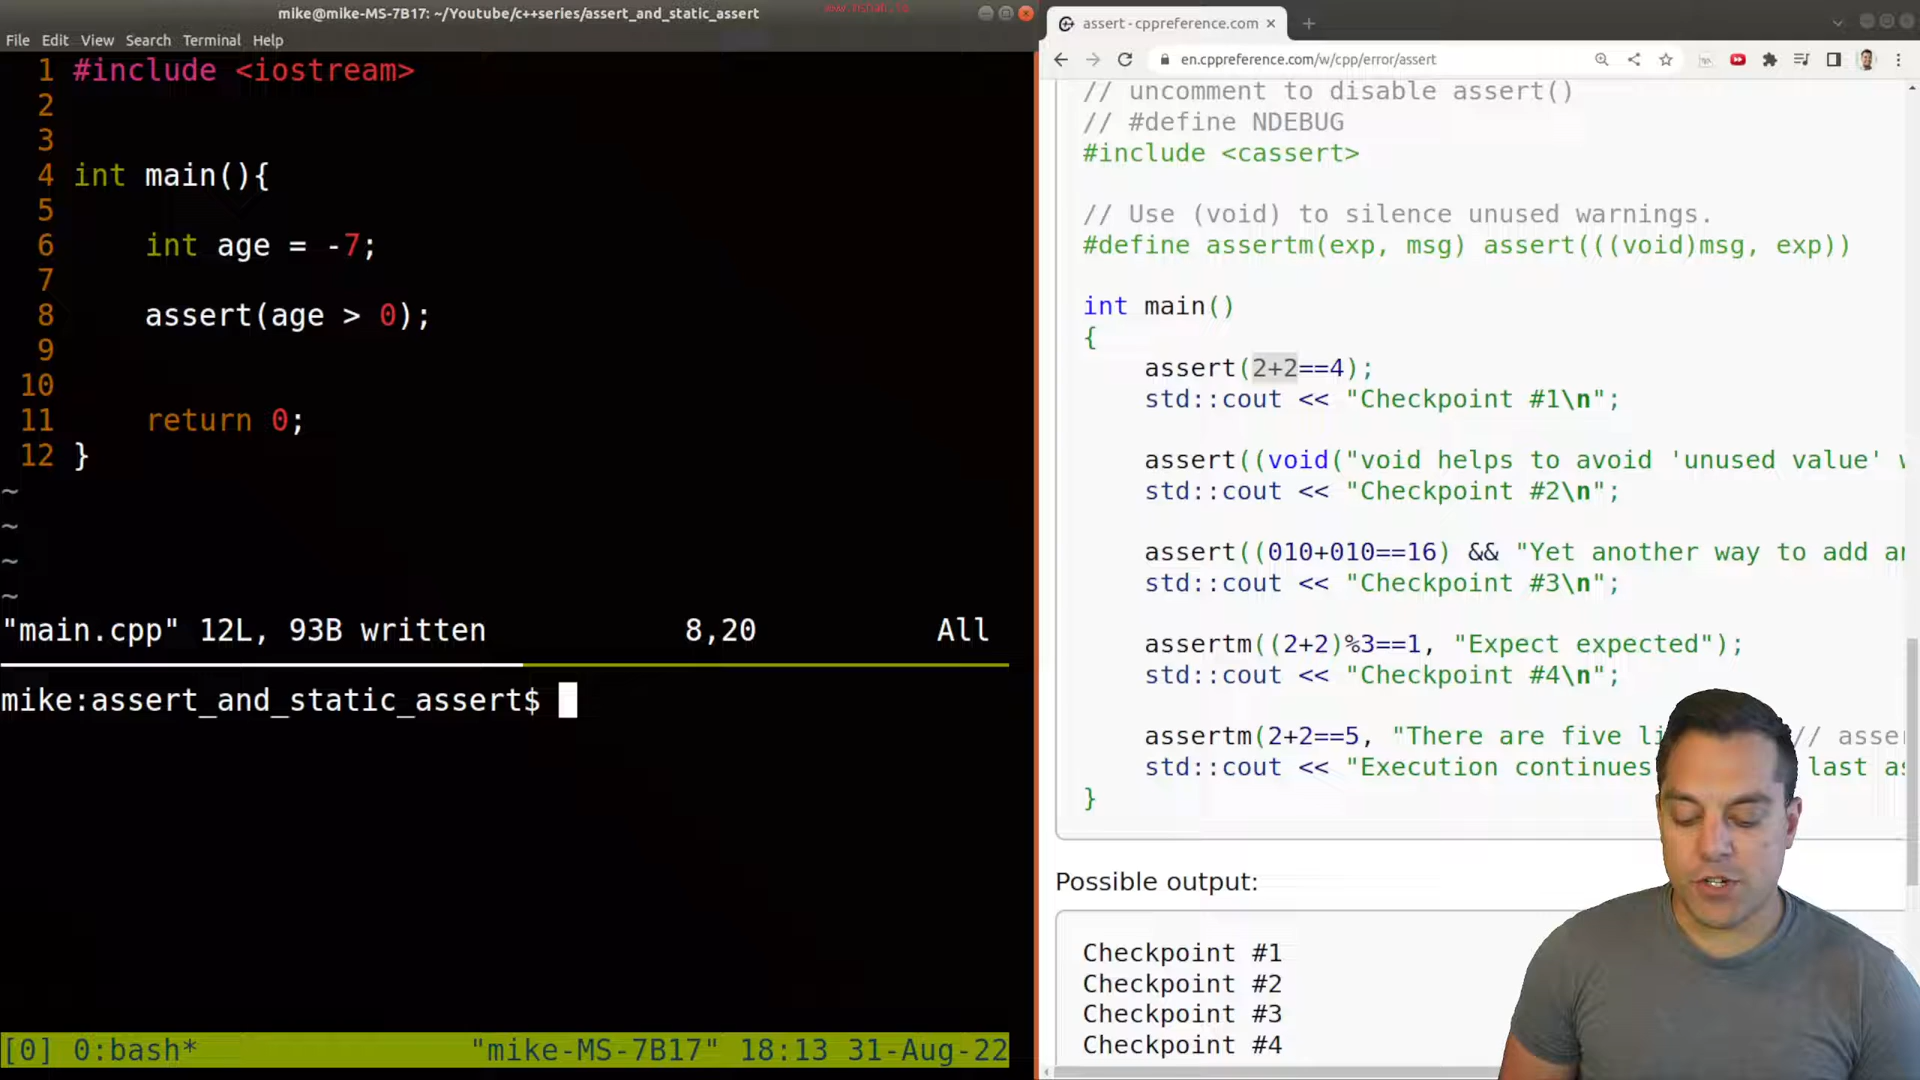 mike@mike-MS-7B17: ~/Youtube/c++series/assert_and_static_assert
www.mshah.io
File Edit View Search Terminal Help
1 #include <iostream>
2
3
4 int main(){
5
6 int age = -7;
7
8 assert(age > 0);
9
10
11 return 0;
12 }
~
~
~
~
"main.cpp" 12L, 93B written 8,20 All
mike:assert_and_static_assert$
[0] 0:bash* "mike-MS-7B17" 18:13 31-Aug-22
assert - cppreference.com
en.cppreference.com/w/cpp/error/assert
// uncomment to disable assert()
// #define NDEBUG
#include <cassert>
// Use (void) to silence unused warnings.
#define assertm(exp, msg) assert(((void)msg, exp))
int main()
{
assert(2+2==4);
std::cout << "Checkpoint #1\n";
assert((void("void helps to avoid 'unused value'
std::cout << "Checkpoint #2\n";
assert((010+010==16) && "Yet another way to add
std::cout << "Checkpoint #3\n";
assertm((2+2)%3==1, "Expect expected");
std::cout << "Checkpoint #4\n";
assertm(2+2==5, "There are five // asse
std::cout << "Execution continues last
}
Possible output:
Checkpoint #1
Checkpoint #2
Checkpoint #3
Checkpoint #4